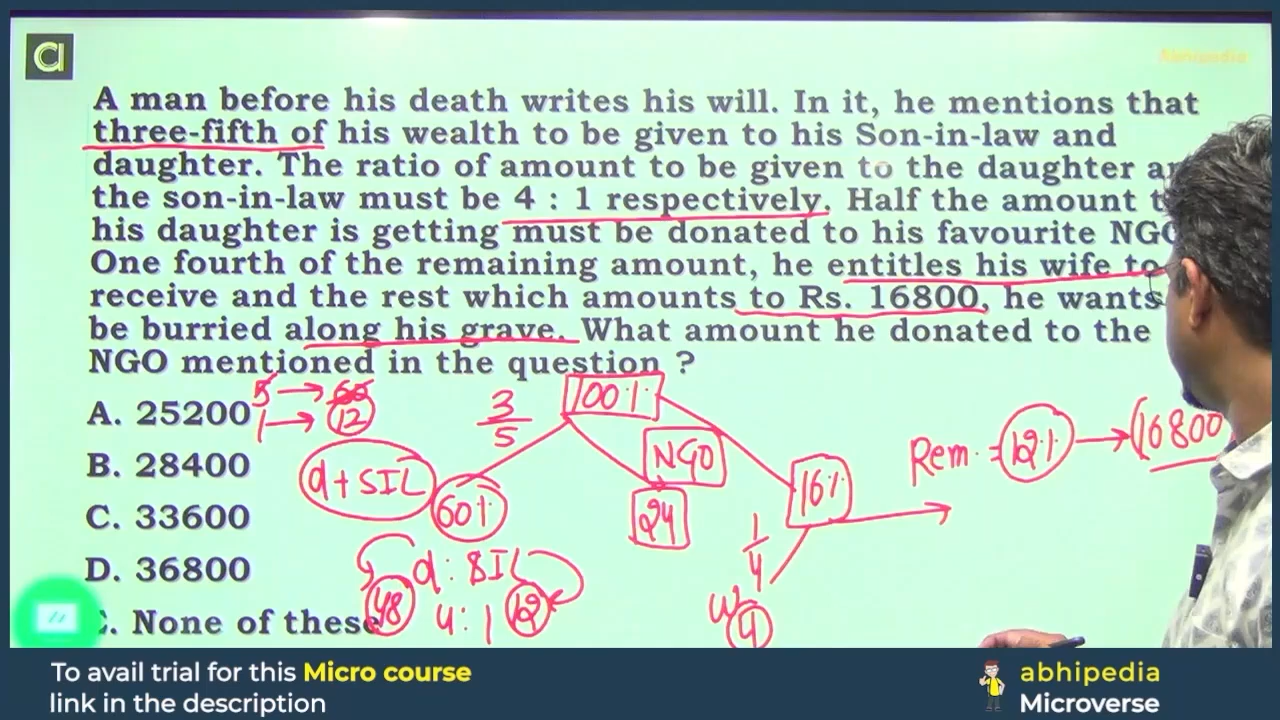 a
Abhipedia
A man before his death writes his will. In it, he mentions that
three-fifth of his wealth to be given to his Son-in-law and
daughter. The ratio of amount to be given to the daughter
the son-in-law must be 4 : 1 respectively. Half the amount
his daughter is getting must be donated to his favourite NGO
One fourth of the remaining amount, he entitles his wife to
receive and the rest which amounts to Rs. 16800, he wants
be burried along his grave. What amount he donated to the
NGO mentioned in the question ?
A. 25200
B. 28400
C. 33600
D. 36800
E. None of these
5 → 60
1 → 12
3/5
100%
d + SIL
60%
NGO
24
16%
Rem. = 12% → 16800
1/4
d : SIL
48 4 : 1 12
W 4
To avail trial for this Micro course
link in the description
abhipedia
Microverse